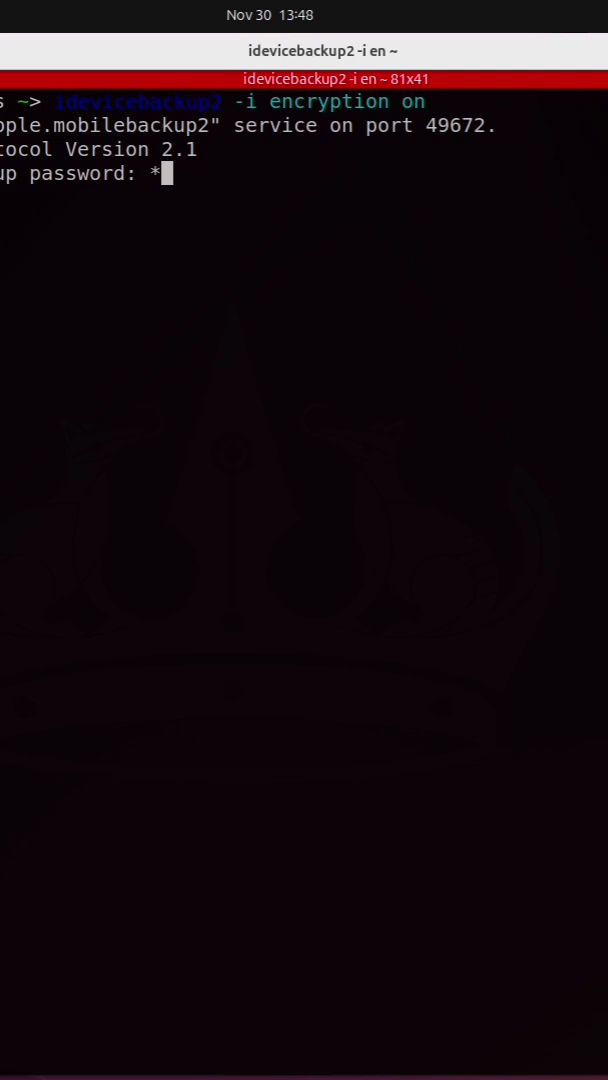 Nov 30 13:48
idevicebackup2 -i en ~
idevicebackup2 -i en ~ 81x41
s ~> idevicebackup2 -i encryption on
pple.mobilebackup2" service on port 49672.
tocol Version 2.1
up password: *